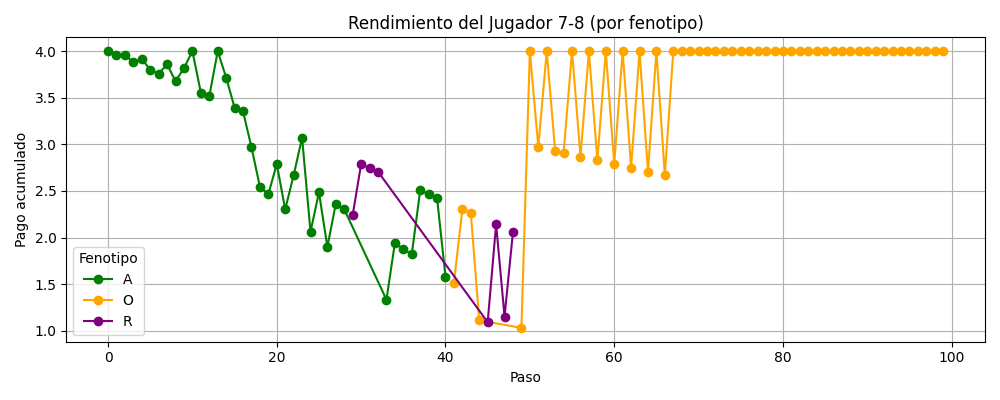 Rendimiento del Jugador 7-8 (por fenotipo)
Pago acumulado
4.0
3.5
3.0
2.5
2.0
1.5
1.0
Fenotipo
A
O
R
0 20 40 60 80 100
Paso